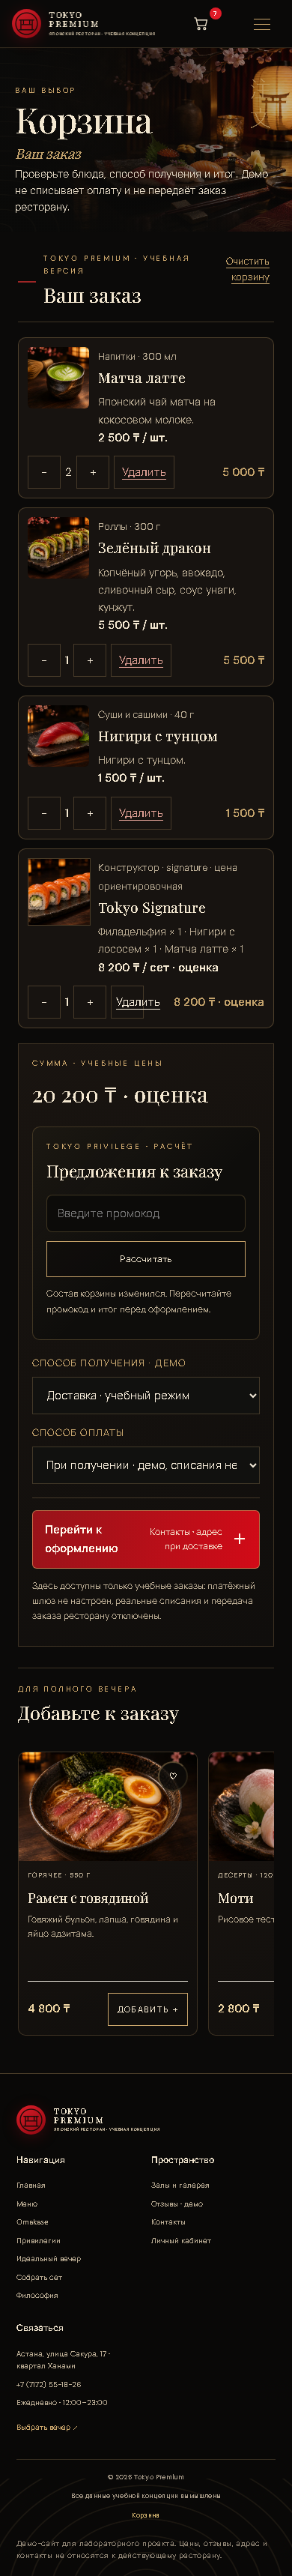 TOKYO
PREMIUM
ЯПОНСКИЙ РЕСТОРАН · УЧЕБНАЯ КОНЦЕПЦИЯ
7
ВАШ ВЫБОР
Корзина
Ваш заказ
Проверьте блюда, способ получения и итог. Демо
не списывает оплату и не передаёт заказ
ресторану.
TOKYO PREMIUM · УЧЕБНАЯ
ВЕРСИЯ
Ваш заказ
Очистить
корзину
Напитки · 300 мл
Матча латте
Японский чай матча на
кокосовом молоке.
2 500 ₸ / шт.
− 2 + Удалить 5 000 ₸
Роллы · 300 г
Зелёный дракон
Копчёный угорь, авокадо,
сливочный сыр, соус унаги,
кунжут.
5 500 ₸ / шт.
− 1 + Удалить 5 500 ₸
Суши и сашими · 40 г
Нигири с тунцом
Нигири с тунцом.
1 500 ₸ / шт.
− 1 + Удалить 1 500 ₸
Конструктор · signature · цена
ориентировочная
Tokyo Signature
Филадельфия × 1 · Нигири с
лососем × 1 · Матча латте × 1
8 200 ₸ / сет · оценка
− 1 + Удалить 8 200 ₸ · оценка
СУММА · УЧЕБНЫЕ ЦЕНЫ
20 200 ₸ · оценка
TOKYO PRIVILEGE · РАСЧЁТ
Предложения к заказу
Введите промокод
Рассчитать
Состав корзины изменился. Пересчитайте
промокод и итог перед оформлением.
СПОСОБ ПОЛУЧЕНИЯ · ДЕМО
Доставка · учебный режим
СПОСОБ ОПЛАТЫ
При получении · демо, списания не
Перейти к
оформлению
Контакты · адрес
при доставке
+
Здесь доступны только учебные заказы: платёжный
шлюз не настроен, реальные списания и передача
заказа ресторану отключены.
ДЛЯ ПОЛНОГО ВЕЧЕРА
Добавьте к заказу
ГОРЯЧЕЕ · 550 Г
Рамен с говядиной
Говяжий бульон, лапша, говядина и
яйцо адзитама.
4 800 ₸
ДОБАВИТЬ +
ДЕСЕРТЫ · 120
Моти
Рисовое тест
2 800 ₸
TOKYO
PREMIUM
ЯПОНСКИЙ РЕСТОРАН · УЧЕБНАЯ КОНЦЕПЦИЯ
Навигация
Главная
Меню
Omakase
Привилегии
Идеальный вечер
Собрать сет
Философия
Пространство
Залы и галерея
Отзывы · демо
Контакты
Личный кабинет
Связаться
Астана, улица Сакура, 17 ·
квартал Ханами
+7 (7172) 55-18-26
Ежедневно · 12:00–23:00
Выбрать вечер
© 2026 Tokyo Premium
Все данные учебной концепции вымышлены
Корзина
Демо-сайт для лабораторного проекта. Цены, отзывы, адрес и
контакты не относятся к действующему ресторану.